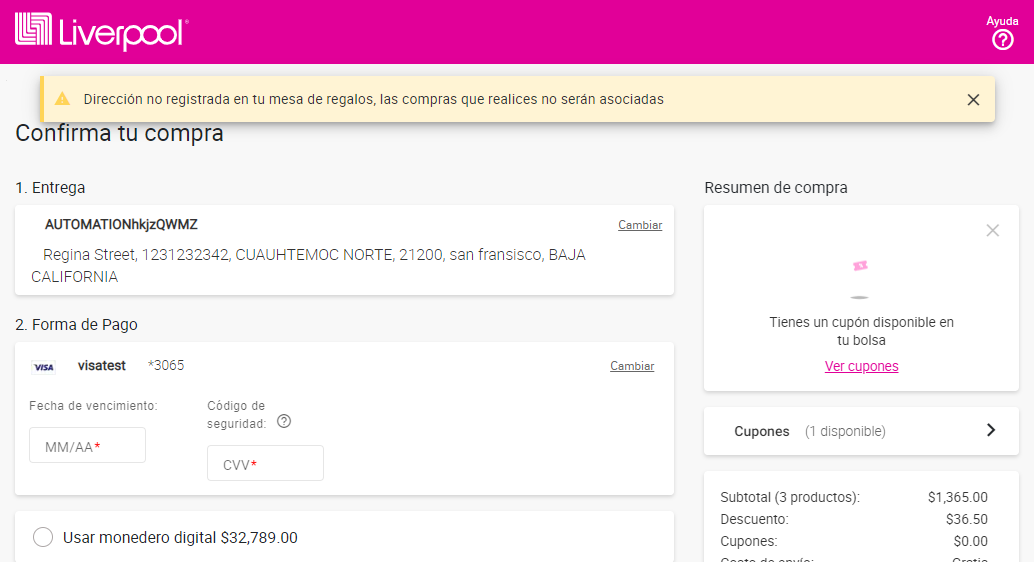 Liverpool
Ayuda
Dirección no registrada en tu mesa de regalos, las compras que realices no serán asociadas
Confirma tu compra
1. Entrega
AUTOMATIONhkjzQWMZ
Cambiar
Regina Street, 1231232342, CUAUHTEMOC NORTE, 21200, san fransisco, BAJA
CALIFORNIA
2. Forma de Pago
VISA visatest *3065
Cambiar
Fecha de vencimiento:
MM/AA*
Código de
seguridad:
CVV*
Usar monedero digital $32,789.00
Resumen de compra
Tienes un cupón disponible en
tu bolsa
Ver cupones
Cupones (1 disponible)
Subtotal (3 productos): $1,365.00
Descuento: $36.50
Cupones: $0.00
Costo de envío: Gratis